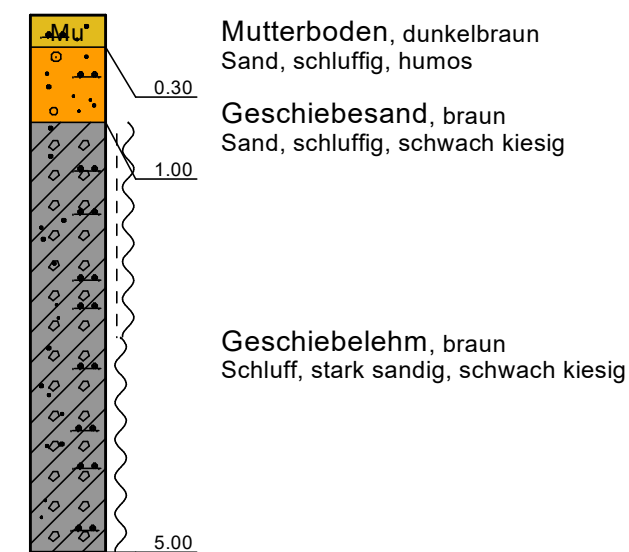 Mu
Mutterboden, dunkelbraun
Sand, schluffig, humos
0.30
Geschiebesand, braun
Sand, schluffig, schwach kiesig
1.00
Geschiebelehm, braun
Schluff, stark sandig, schwach kiesig
5.00